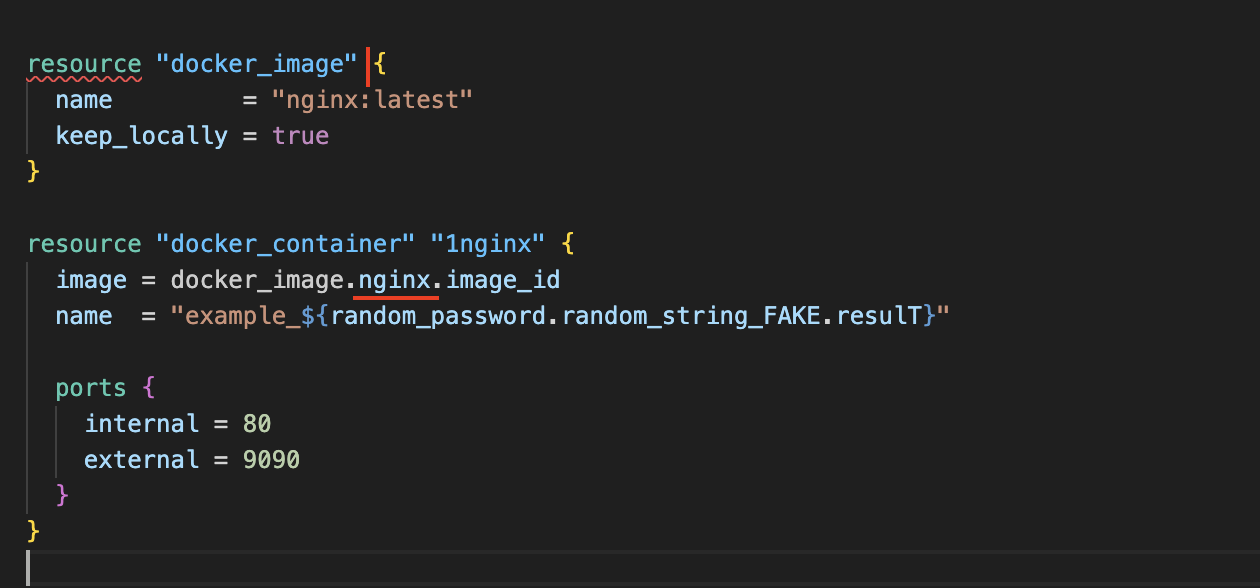 resource "docker_image" {
  name         = "nginx:latest"
  keep_locally = true
}
resource "docker_container" "1nginx" {
  image = docker_image.nginx.image_id
  name  = "example_${random_password.random_string_FAKE.resulT}"
  ports {
    internal = 80
    external = 9090
  }
}